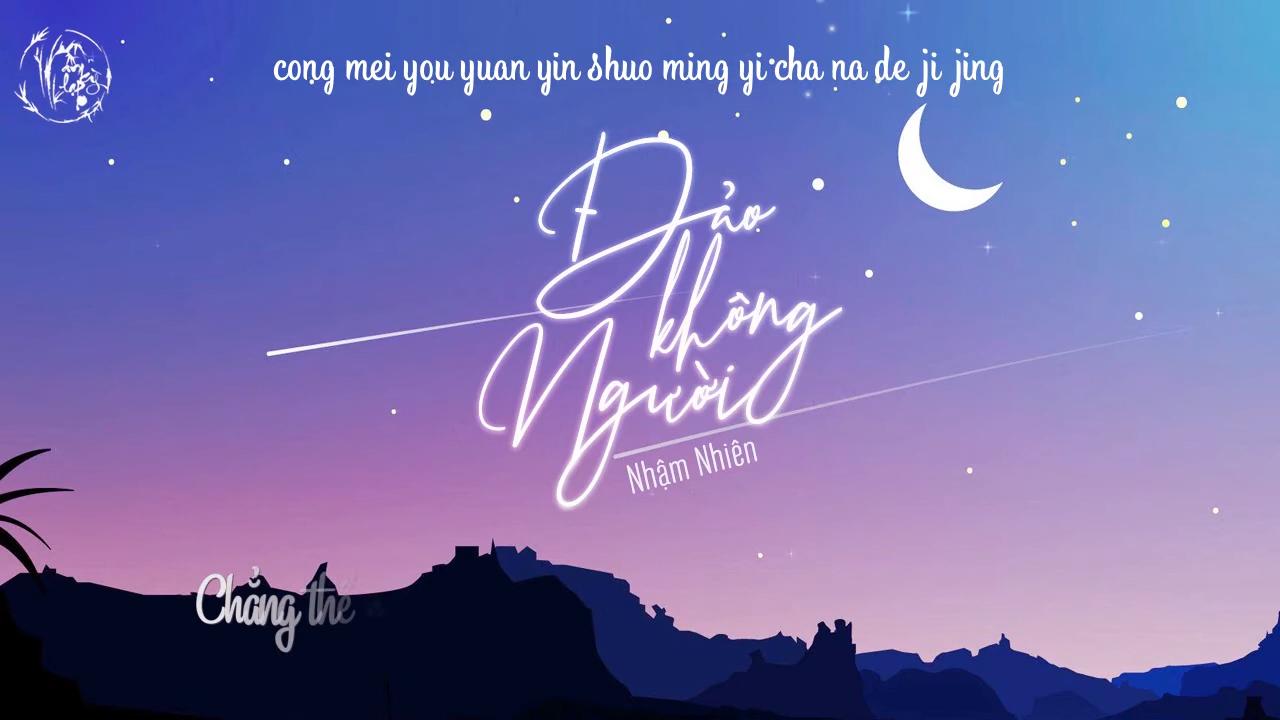 cong mei you yuan yin shuo ming yi cha na de ji jing
Đảo
không
Người
Nhậm Nhiên
Chẳng thể